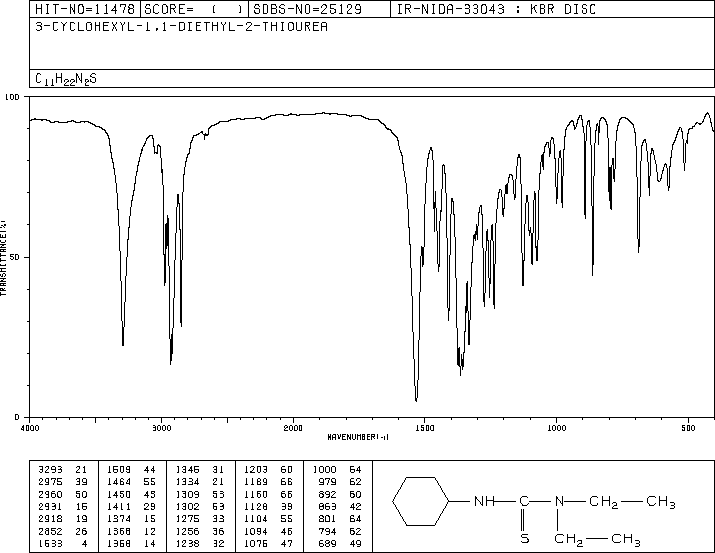 HIT-NO=11478 SCORE= ( ) SDBS-NO=25129 IR-NIDA-33043 : KBR DISC
3-CYCLOHEXYL-1,1-DIETHYL-2-THIOUREA
C11H22N2S
100
50
0
TRANSMITTANCE(%)
4000 3000 2000 1500 1000 500
WAVENUMBER(-1)
3293 21 1509 44 1346 31 1203 60 1000 64
2975 39 1464 55 1334 21 1189 66 979 62
2960 50 1450 43 1309 53 1160 66 892 60
2931 16 1411 29 1302 53 1128 39 863 42
2918 19 1374 15 1275 33 1104 55 801 64
2852 26 1368 12 1256 36 1094 46 794 62
1533 4 1358 14 1238 32 1076 47 689 49
NH C N CH2 CH3
S CH2 CH3